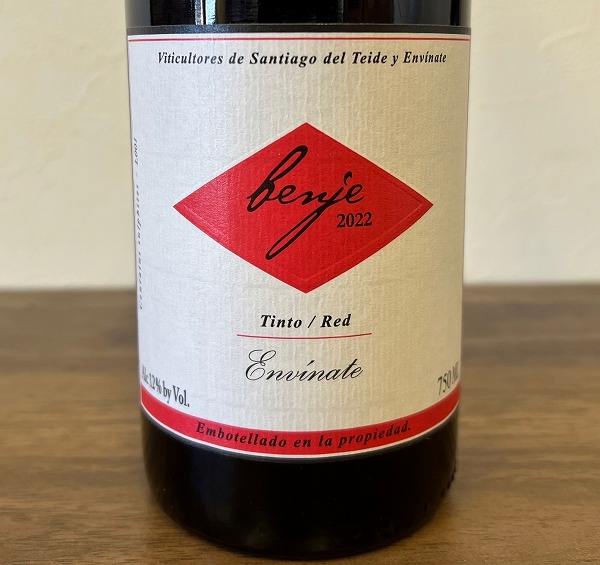 Viticultores de Santiago del Teide y Envínate
benje
2022
Tinto / Red
Envínate
Alc 12% by Vol.
750 ML
Embotellado en la propiedad.